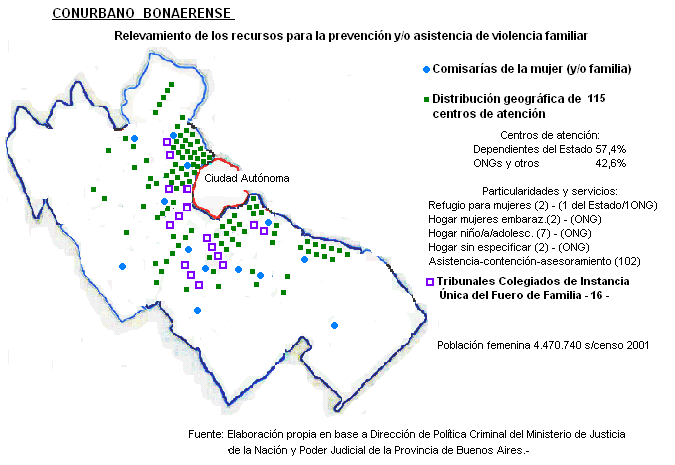 CONURBANO BONAERENSE
Relevamiento de los recursos para la prevención y/o asistencia de violencia familiar
Comisarías de la mujer (y/o familia)
Distribución geográfica de 115
centros de atención
Centros de atención:
Dependientes del Estado 57,4%
ONGs y otros 42,6%
Ciudad Autónoma
Particularidades y servicios:
Refugio para mujeres (2) - (1 del Estado/1ONG)
Hogar mujeres embaraz.(2) - (ONG)
Hogar niño/a/adolesc. (7) - (ONG)
Hogar sin especificar (2) - (ONG)
Asistencia-contención-asesoramiento (102)
Tribunales Colegiados de Instancia
Única del Fuero de Familia - 16 -
Población femenina 4.470.740 s/censo 2001
Fuente: Elaboración propia en base a Dirección de Política Criminal del Ministerio de Justicia
de la Nación y Poder Judicial de la Provincia de Buenos Aires.-